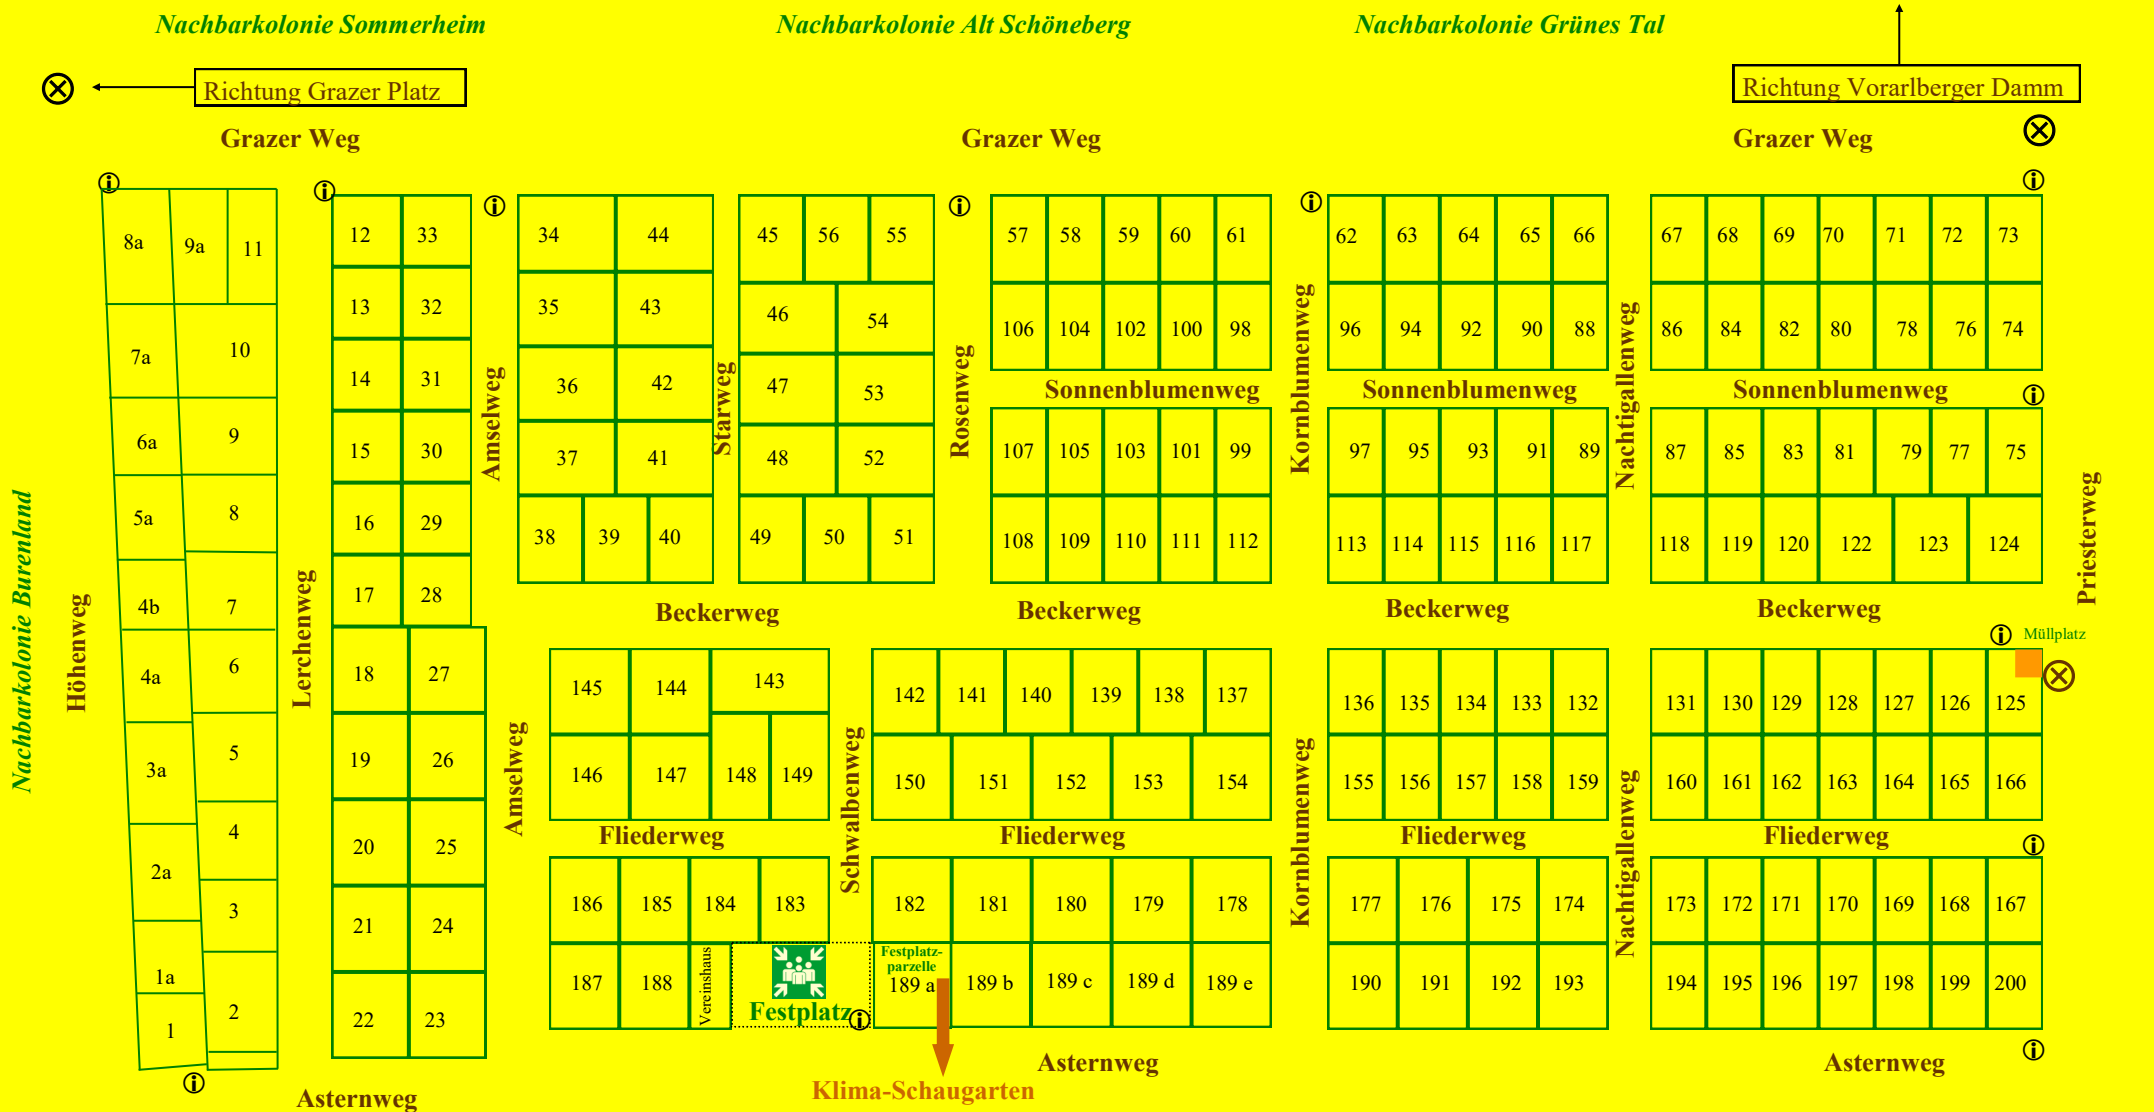 Nachbarkolonie Sommerheim
Nachbarkolonie Alt Schöneberg
Nachbarkolonie Grünes Tal
Richtung Grazer Platz
Richtung Vorarlberger Damm
Grazer Weg
Grazer Weg
Grazer Weg
Nachbarkolonie Burenland
Höhenweg
8a 9a 11
7a 10
6a 9
5a 8
4b 7
4a 6
3a 5
2a 4
3
1a
1 2
Lerchenweg
12 33
13 32
14 31
15 30
16 29
17 28
18 27
19 26
20 25
21 24
22 23
Asternweg
Amselweg
34 44
35 43
36 42
37 41
38 39 40
Starweg
45 56 55
46 54
47 53
48 52
49 50 51
Rosenweg
57 58 59 60 61
106 104 102 100 98
Sonnenblumenweg
107 105 103 101 99
108 109 110 111 112
Kornblumenweg
62 63 64 65 66
96 94 92 90 88
Sonnenblumenweg
97 95 93 91 89
113 114 115 116 117
Nachtigallenweg
67 68 69 70 71 72 73
86 84 82 80 78 76 74
Sonnenblumenweg
87 85 83 81 79 77 75
118 119 120 122 123 124
Priesterweg
Beckerweg
Beckerweg
Beckerweg
Beckerweg
Müllplatz
Amselweg
145 144 143
146 147 148 149
Fliederweg
186 185 184 183
187 188
Vereinshaus
Festplatz
Schwalbenweg
142 141 140 139 138 137
150 151 152 153 154
Fliederweg
182 181 180 179 178
Festplatz-
parzelle
189 a 189 b 189 c 189 d 189 e
Asternweg
Klima-Schaugarten
Kornblumenweg
136 135 134 133 132
155 156 157 158 159
Fliederweg
177 176 175 174
190 191 192 193
Nachtigallenweg
131 130 129 128 127 126 125
160 161 162 163 164 165 166
Fliederweg
173 172 171 170 169 168 167
194 195 196 197 198 199 200
Asternweg